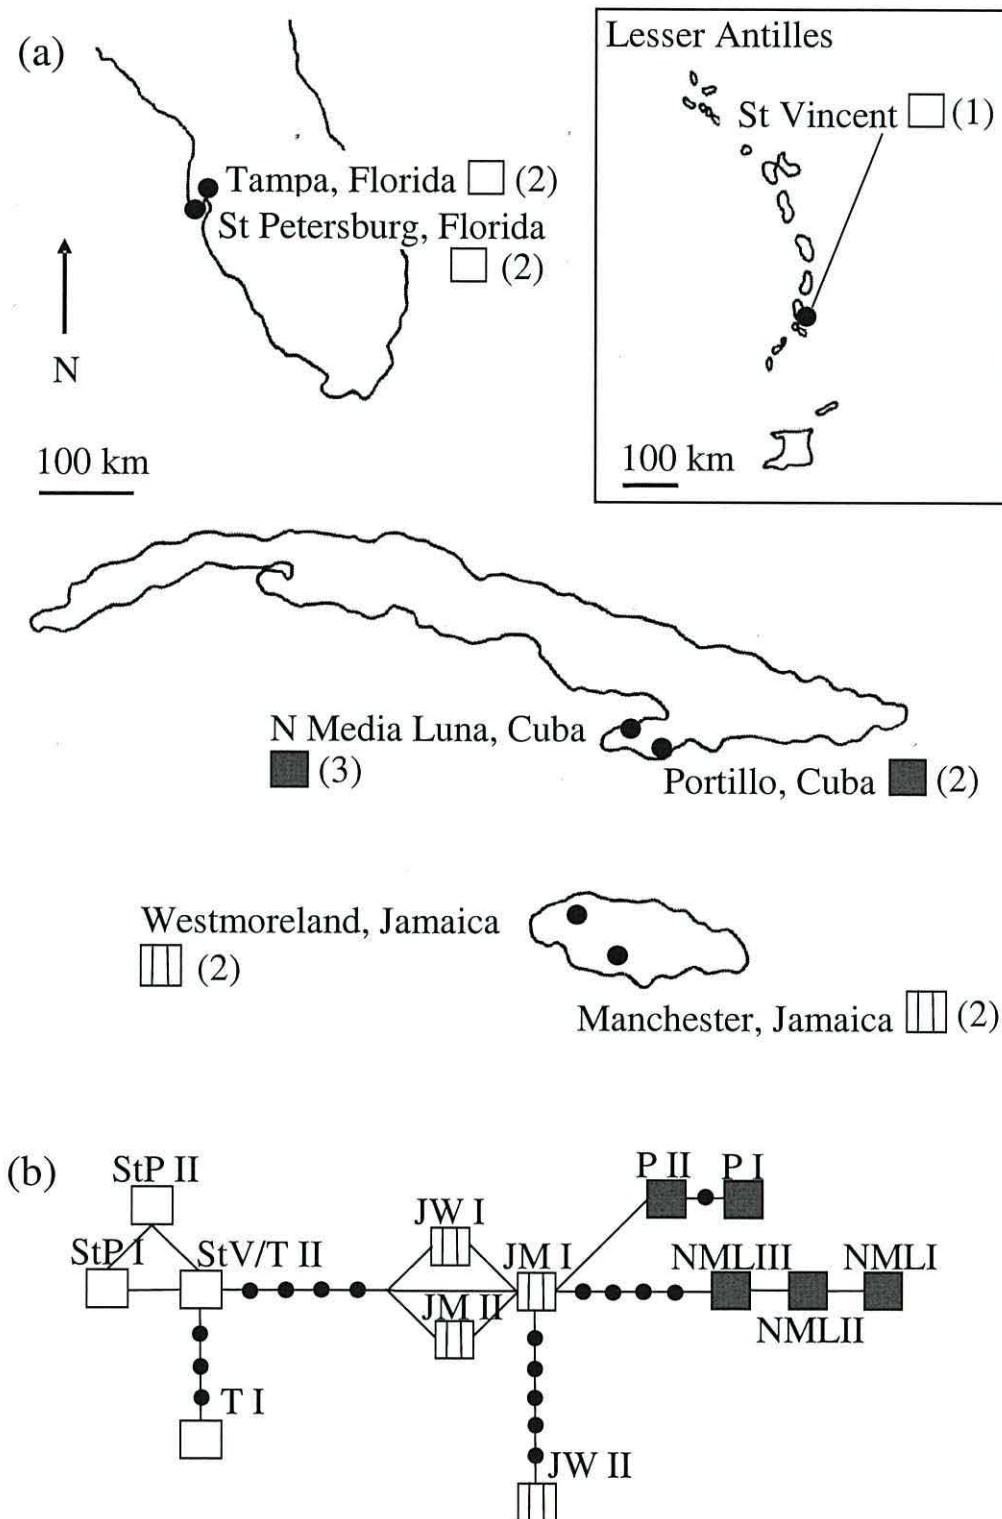 (a)
Lesser Antilles
St Vincent (1)
Tampa, Florida (2)
St Petersburg, Florida
(2)
N
100 km
100 km
N Media Luna, Cuba
(3)
Portillo, Cuba (2)
Westmoreland, Jamaica
(2)
Manchester, Jamaica (2)
(b)
StP II
P II P I
JW I
StP I StV/T II JM I NMLIII NMLI
JM II NMLII
T I
JW II